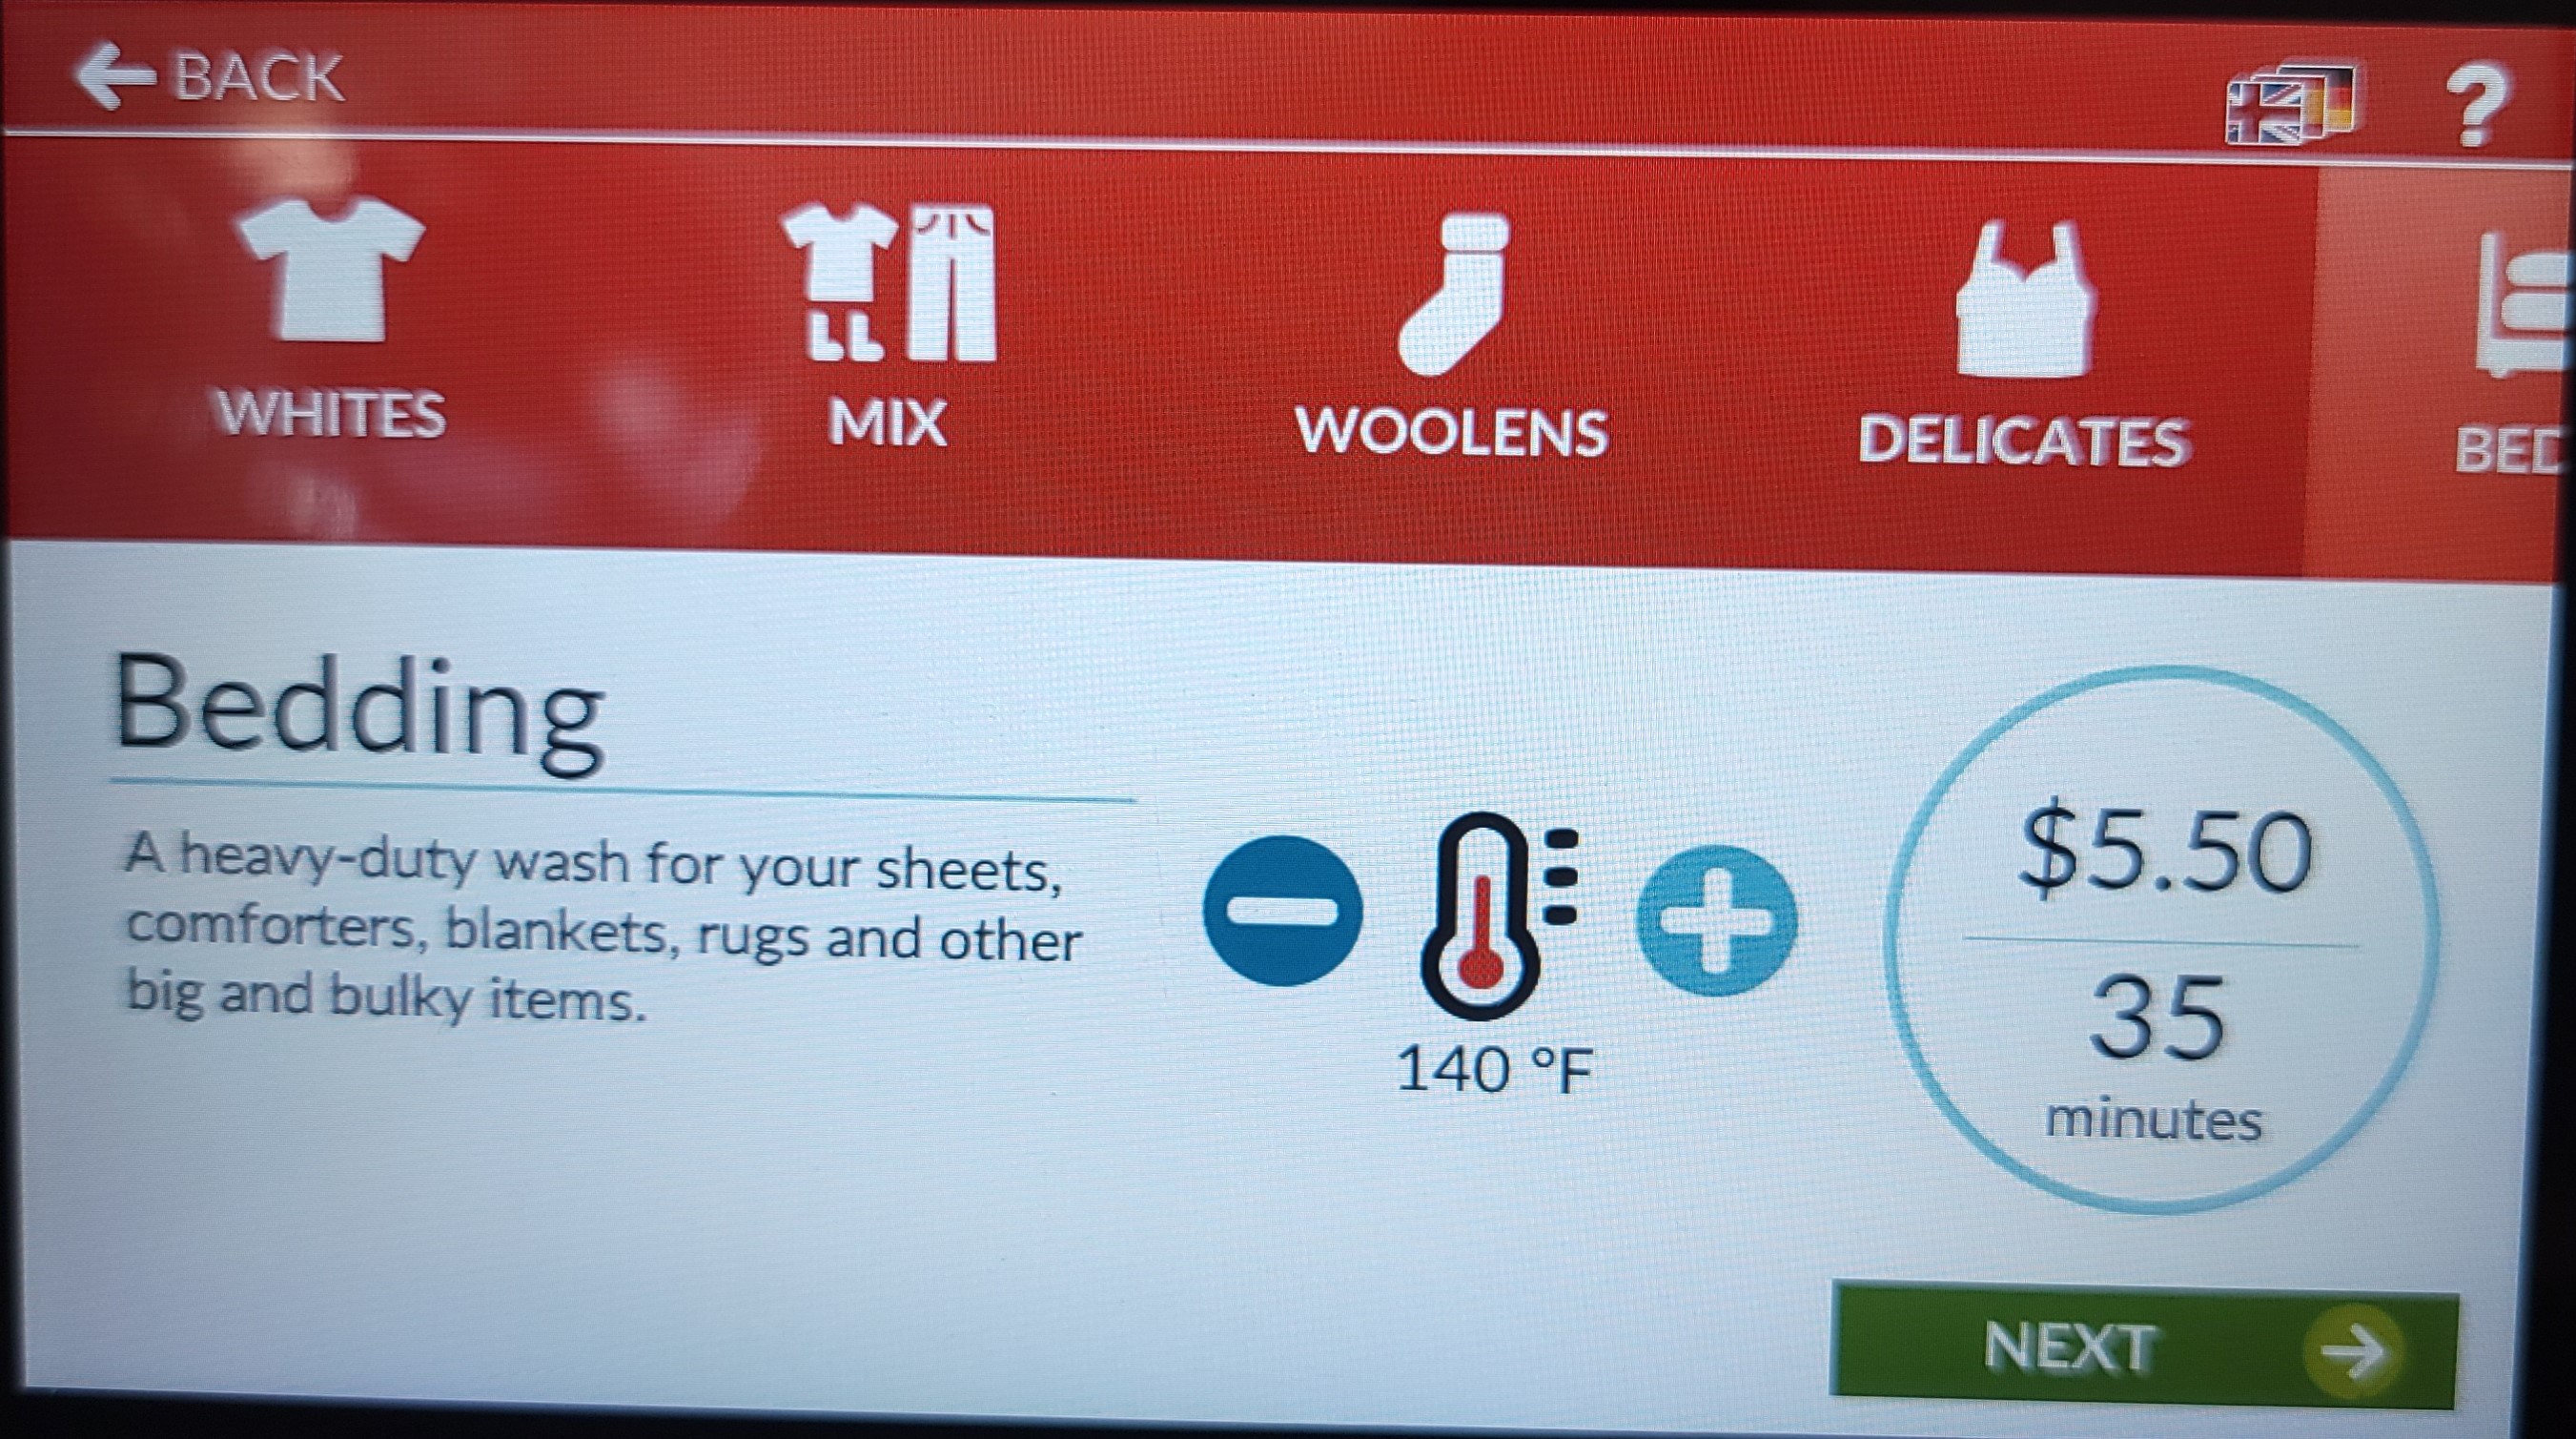 BACK
?
WHITES
MIX
WOOLENS
DELICATES
BED
Bedding
A heavy-duty wash for your sheets,
comforters, blankets, rugs and other
big and bulky items.
140 °F
$5.50
35
minutes
NEXT